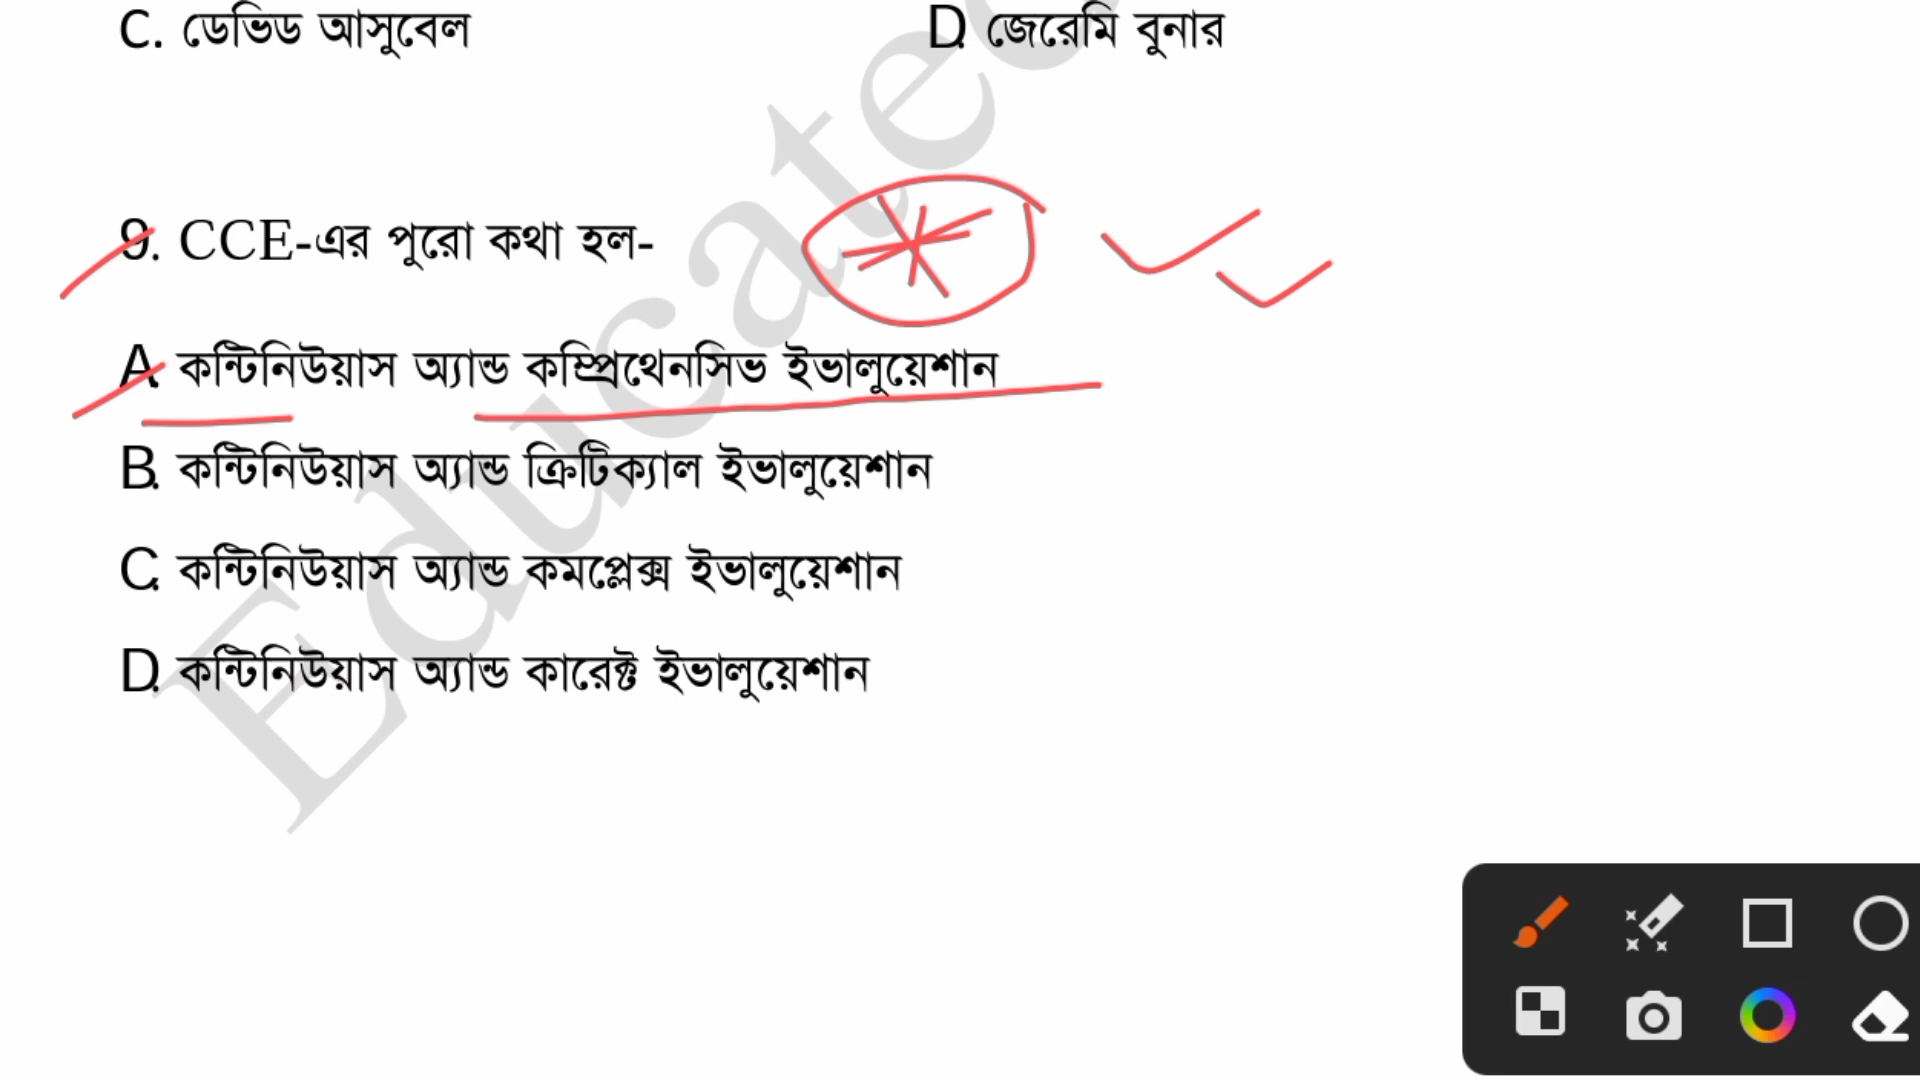 C. ডেভিড আসুবেল D. জেরেমি বুনার
9. CCE-এর পুরো কথা হল-
A. কন্টিনিউয়াস অ্যান্ড কম্প্রিথেনসিভ ইভালুয়েশান
B. কন্টিনিউয়াস অ্যান্ড ক্রিটিক্যাল ইভালুয়েশান
C. কন্টিনিউয়াস অ্যান্ড কমপ্লেক্স ইভালুয়েশান
D. কন্টিনিউয়াস অ্যান্ড কারেক্ট ইভালুয়েশান
Educate